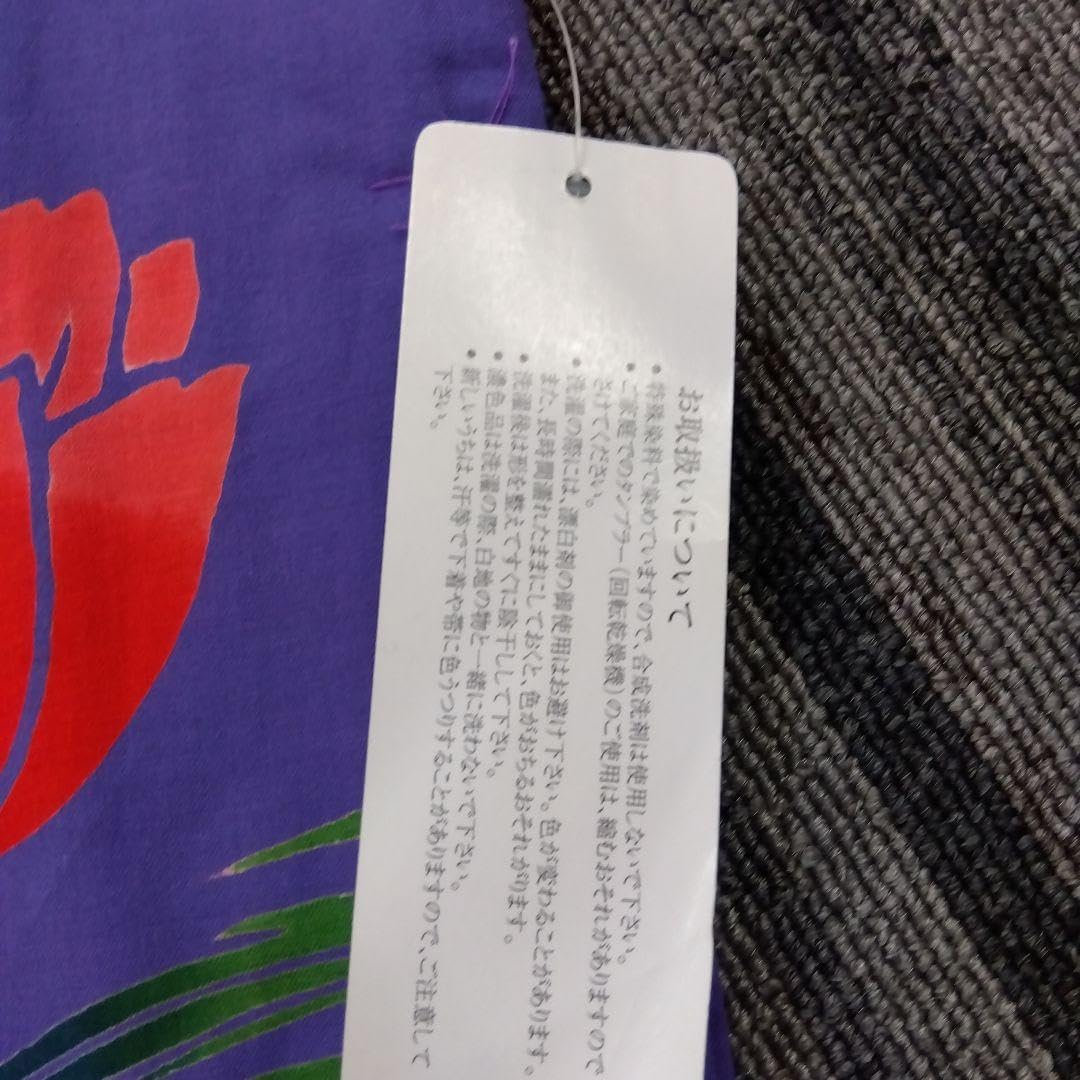 お取扱いについて
• 特殊染料で染めていますので、合成洗剤は使用しないで下さい。
• ご家庭でのタンブラー(回転乾燥機)のご使用は、縮むおそれがありますので
さけてください。
• 洗濯の際には、漂白剤の御使用はお避け下さい。色が変わることがあります。
また、長時間濡れたままにしておくと、色がおちるおそれがります。
• 洗濯後は形を整えてすぐに陰干しして下さい。
• 濃色品は洗濯の際、白地の物と一緒に洗わないで下さい。
• 新しいうちは、汗等で下着や帯に色うつりすることがありますので、ご注意して
下さい。